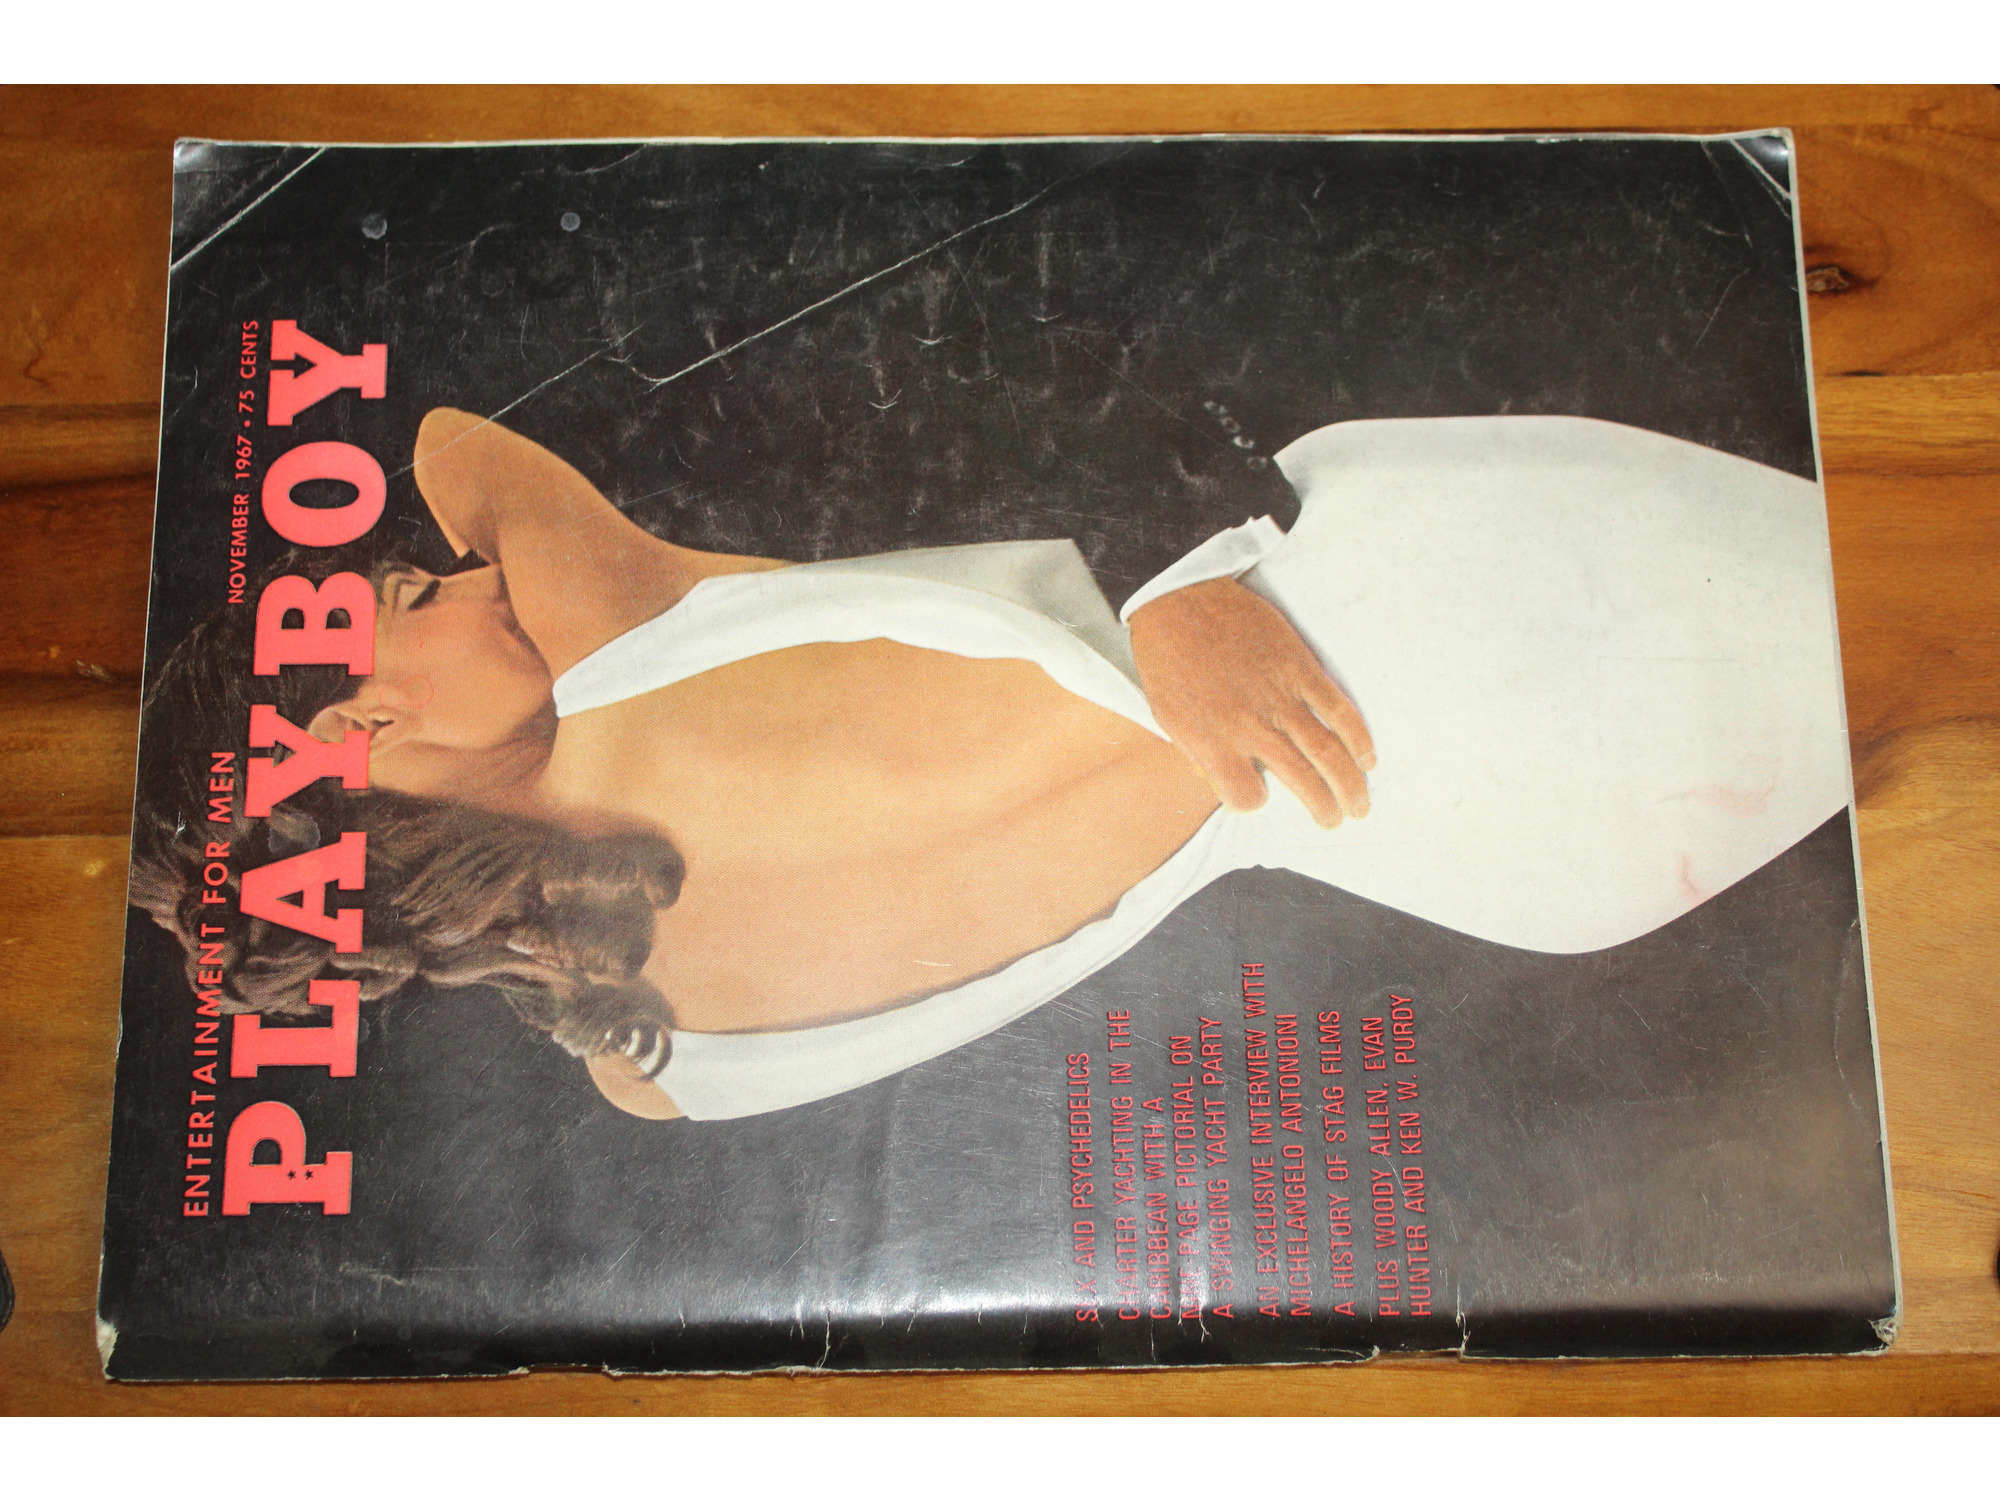 ENTERTAINMENT FOR MEN NOVEMBER 1967 • 75 CENTS
PLAYBOY
SEX AND PSYCHEDELICS
CHARTER YACHTING IN THE
CARIBBEAN WITH A
NINE-PAGE PICTORIAL ON
A SWINGING YACHT PARTY
AN EXCLUSIVE INTERVIEW WITH
MICHELANGELO ANTONIONI
A HISTORY OF STAG FILMS
PLUS WOODY ALLEN, EVAN
HUNTER AND KEN W. PURDY